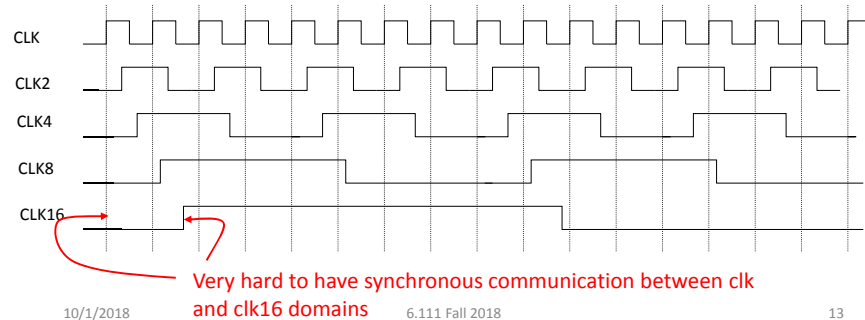 CLK
CLK2
CLK4
CLK8
CLK16
Very hard to have synchronous communication between clk
and clk16 domains
10/1/2018 6.111 Fall 2018 13